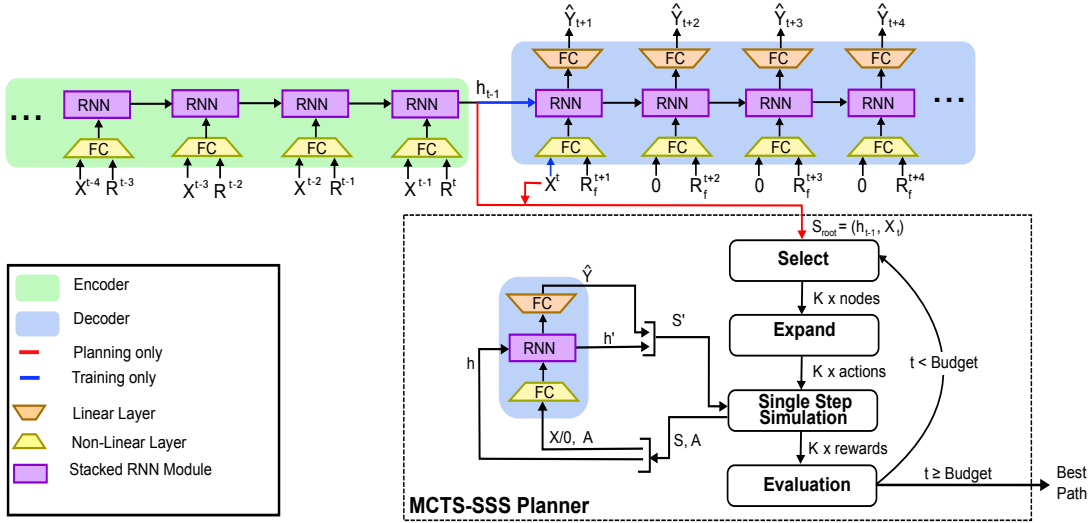 Ŷt+1 Ŷt+2 Ŷt+3 Ŷt+4
FC FC FC FC
ht-1
... RNN RNN RNN RNN RNN RNN RNN RNN ...
FC FC FC FC FC FC FC FC
Xt-4 Rt-3 Xt-3 Rt-2 Xt-2 Rt-1 Xt-1 Rt Xt Rft+1 0 Rft+2 0 Rft+3 0 Rft+4
Sroot = (ht-1, Xt)
Select
K x nodes
Expand
K x actions
Single Step
Simulation
K x rewards
Evaluation
t < Budget
t ≥ Budget
Best
Path
Ŷ
FC
S'
RNN
h'
h
FC
X/0, A
S, A
MCTS-SSS Planner
Encoder
Decoder
Planning only
Training only
Linear Layer
Non-Linear Layer
Stacked RNN Module